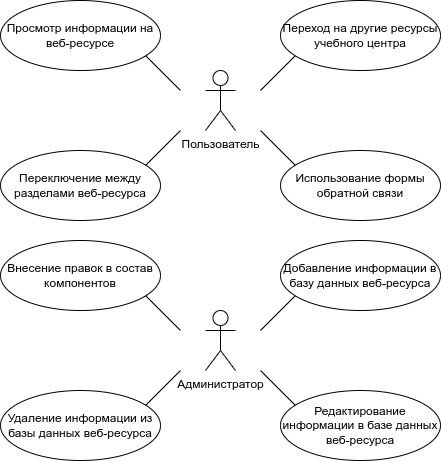 Просмотр информации на
веб-ресурсе
Переход на другие ресурсы
учебного центра
Пользователь
Переключение между
разделами веб-ресурса
Использование формы
обратной связи
Внесение правок в состав
компонентов
Добавление информации в
базу данных веб-ресурса
Администратор
Удаление информации из
базы данных веб-ресурса
Редактирование
информации в базе данных
веб-ресурса